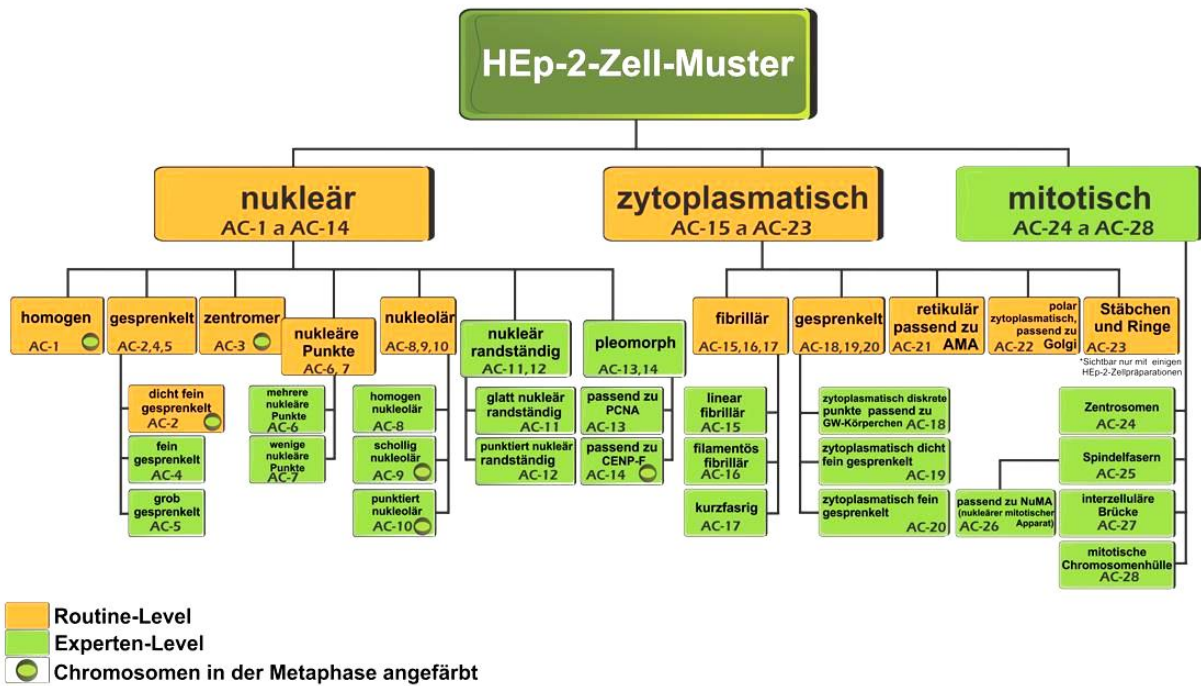 HEp-2-Zell-Muster
nukleär
AC-1 a AC-14
zytoplasmatisch
AC-15 a AC-23
mitotisch
AC-24 a AC-28
homogen
AC-1
gesprenkelt
AC-2,4,5
zentromer
AC-3
nukleäre
Punkte
AC-6, 7
nukleolär
AC-8,9,10
nukleär
randständig
AC-11,12
pleomorph
AC-13,14
fibrillär
AC-15,16,17
gesprenkelt
AC-18,19,20
retikulär
passend zu
AC-21 AMA
polar
zytoplasmatisch,
passend zu
AC-22 Golgi
Stäbchen
und Ringe
AC-23
*Sichtbar nur mit einigen
HEp-2-Zellpräparationen
dicht fein
gesprenkelt
AC-2
fein
gesprenkelt
AC-4
grob
gesprenkelt
AC-5
mehrere
nukleäre
Punkte
AC-6
wenige
nukleäre
Punkte
AC-7
homogen
nukleolär
AC-8
schollig
nukleolär
AC-9
punktiert
nukleolär
AC-10
glatt nukleär
randständig
AC-11
punktiert nukleär
randständig
AC-12
passend zu
PCNA
AC-13
passend zu
CENP-F
AC-14
linear
fibrillär
AC-15
filamentös
fibrillär
AC-16
kurzfasrig
AC-17
zytoplasmatisch diskrete
punkte passend zu
GW-Körperchen AC-18
zytoplasmatisch dicht
fein gesprenkelt
AC-19
zytoplasmatisch fein
gesprenkelt
AC-20
Zentrosomen
AC-24
Spindelfasern
AC-25
passend zu NuMA
(nukleärer mitotischer
AC-26 Apparat)
interzelluläre
Brücke
AC-27
mitotische
Chromosomenhülle
AC-28
Routine-Level
Experten-Level
Chromosomen in der Metaphase angefärbt